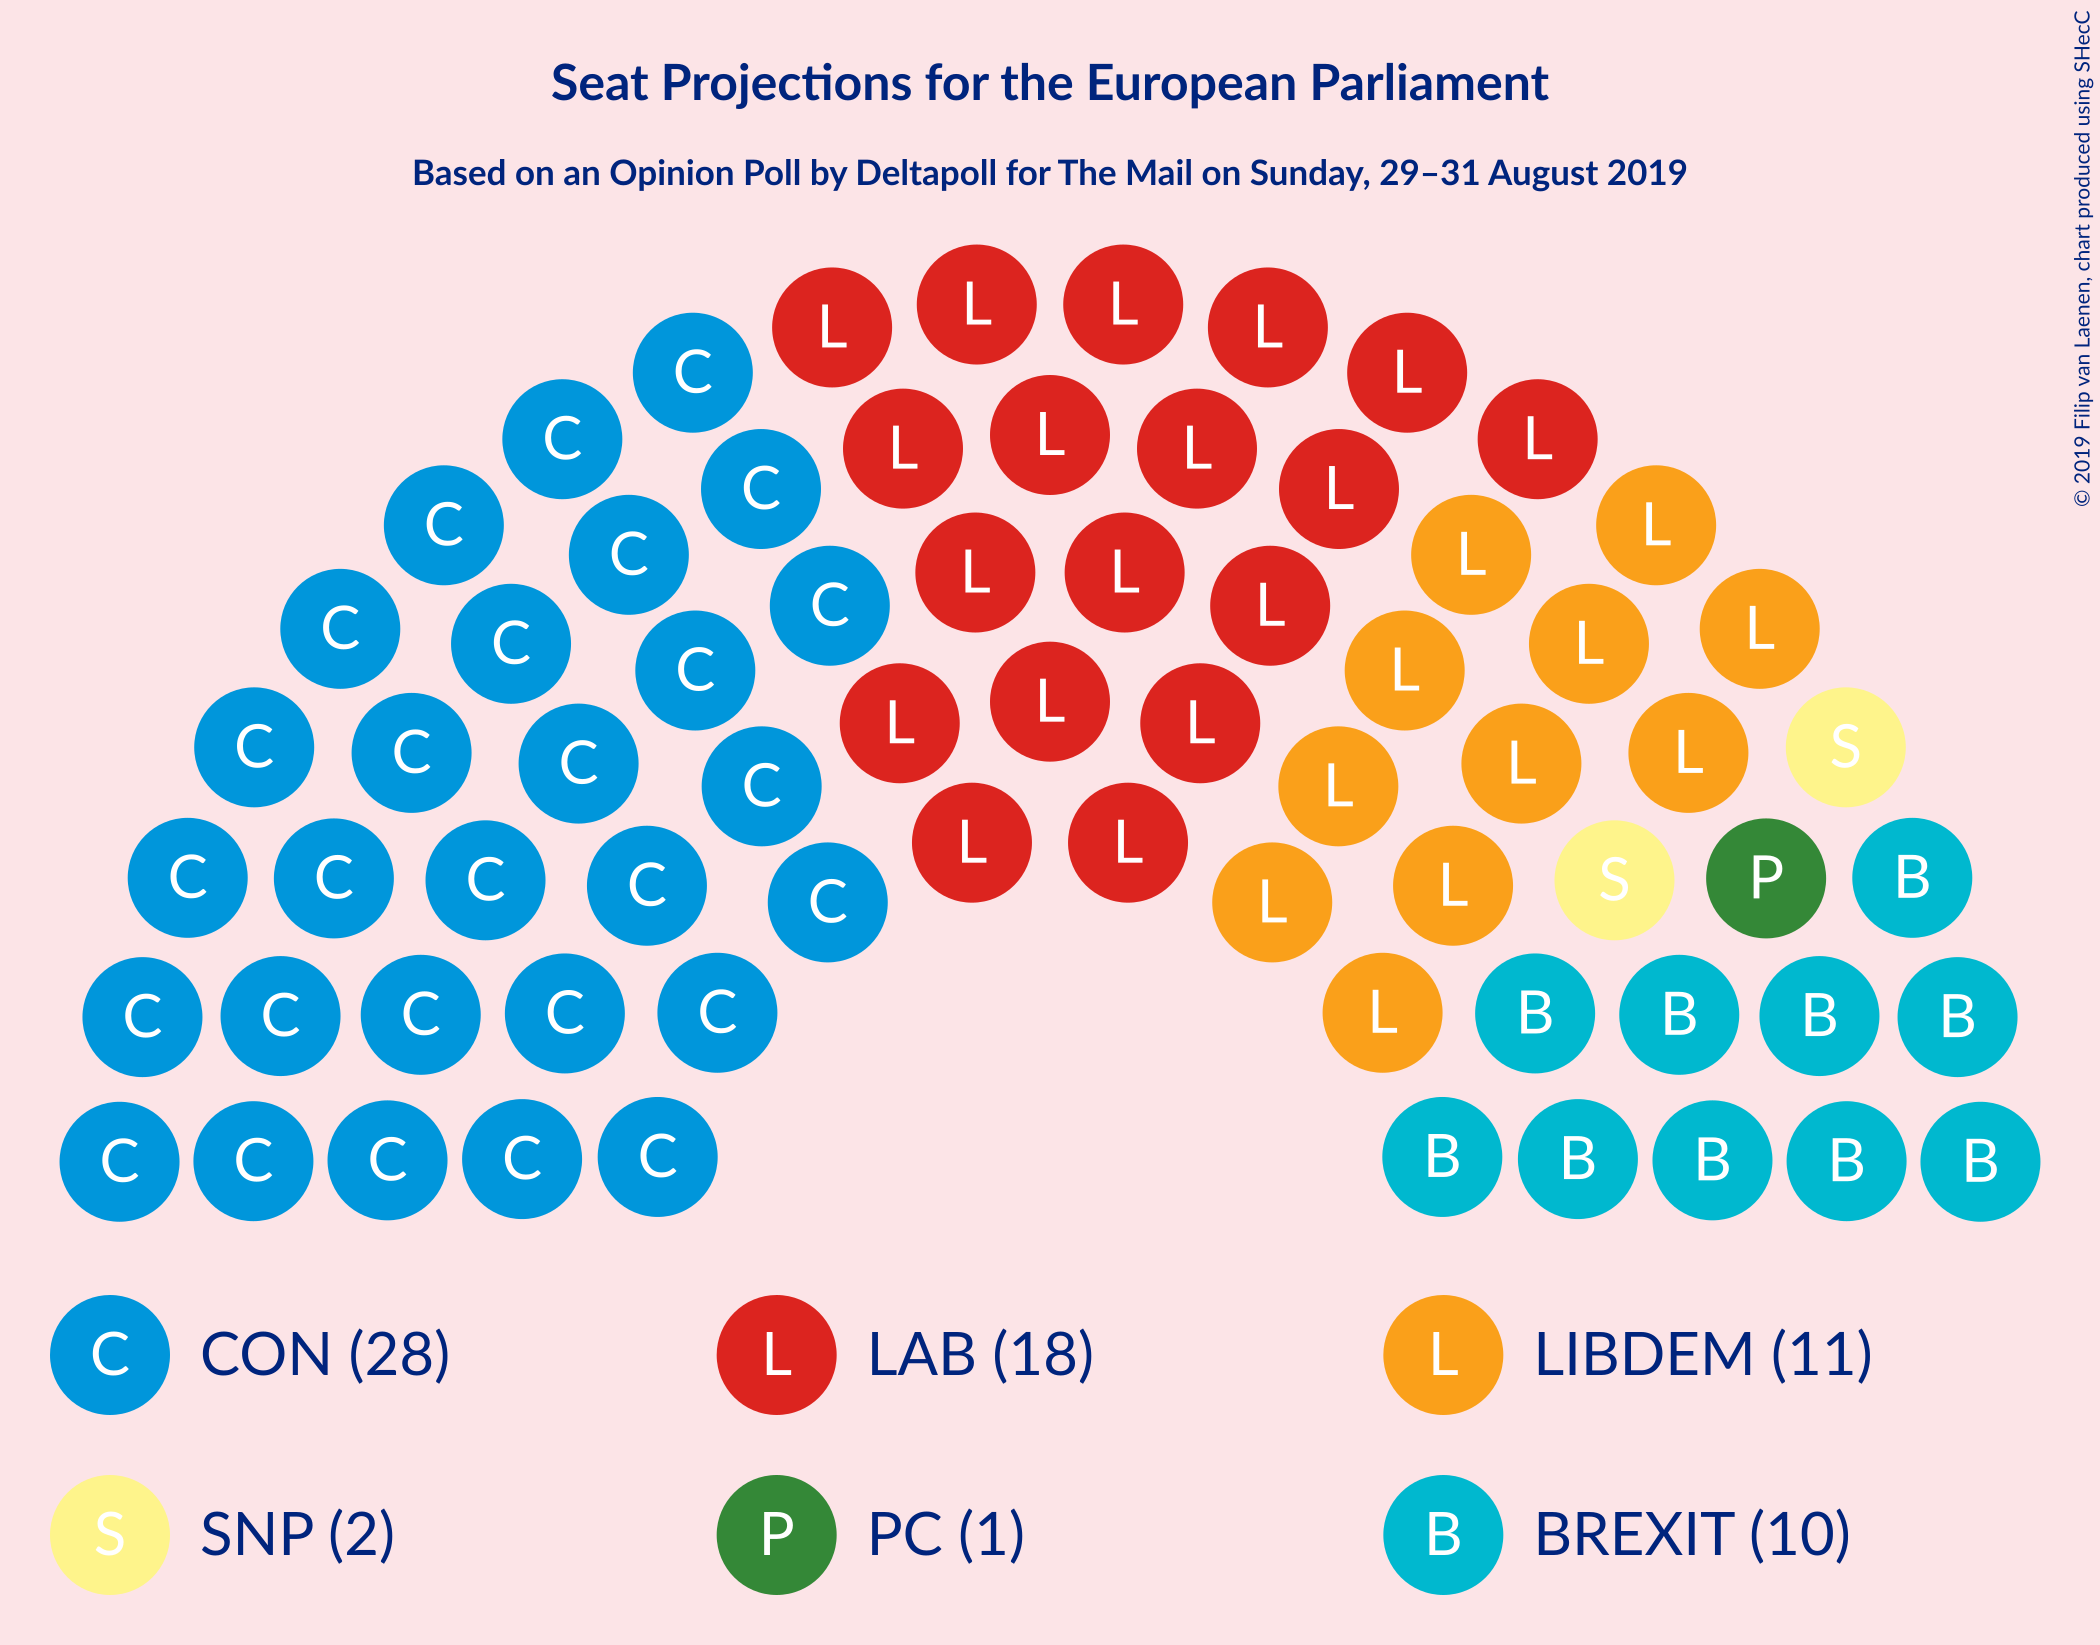 Seat Projections for the European Parliament
Based on an Opinion Poll by Deltapoll for The Mail on Sunday, 29–31 August 2019
© 2019 Filip van Laenen, chart produced using SHecC
L L L L
C L
C L L L L
C C L L
C L L L C L
C C L L
C C L L
C L L L
C C C C L L L S
L L
C C C C C L L S P B
C C C C C L B B B B
C C C C C B B B B B
C CON (28) L LAB (18) L LIBDEM (11)
S SNP (2) P PC (1) B BREXIT (10)